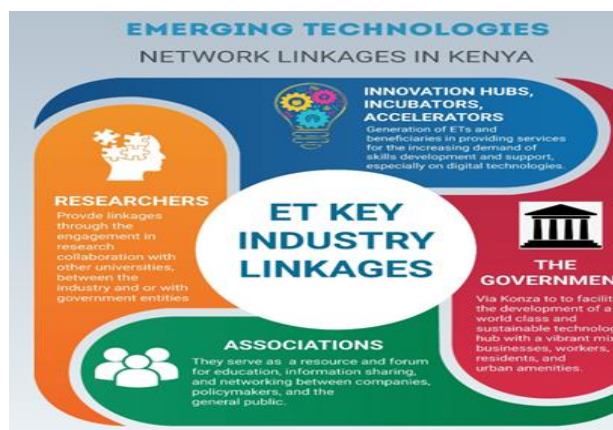 EMERGING TECHNOLOGIES
NETWORK LINKAGES IN KENYA
INNOVATION HUBS,
INCUBATORS,
ACCELERATORS
Generation of ETs and
beneficiaries in providing services
for the increasing demand of
skills development and support,
especially on digital technologies.
RESEARCHERS
Provde linkages
through the
engagement in
research
collaboration with
other universities,
between the
industry and or with
government entities
ET KEY
INDUSTRY
LINKAGES
THE
GOVERNMEN
Via Konza to to facilit
the development of a
world class and
sustainable technolog
hub with a vibrant mix
businesses, workers,
residents, and
urban amenities.
ASSOCIATIONS
They serve as a resource and forum
for education, information sharing,
and networking between companies,
policymakers, and the
general public.